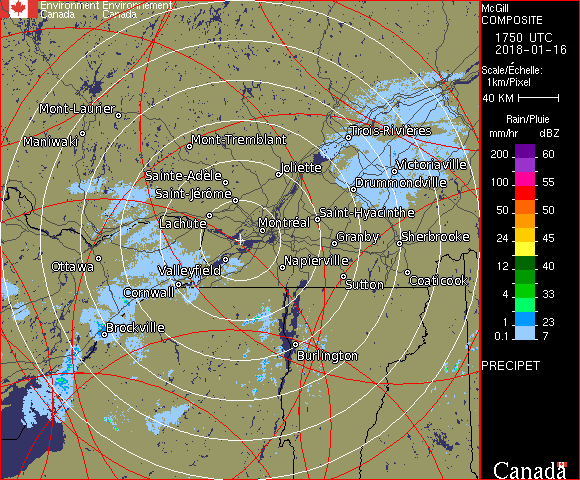 Environment Environnement
Canada Canada
McGill
COMPOSITE
1750 UTC
2018-01-16
Scale/Échelle:
1km/Pixel
40 KM
Rain/Pluie
mm/hr dBZ
200 60
150 55
100 55
50 50
24 45
12 40
4 33
1 23
0.1 7
PRECIPET
Mont-Laurier
Maniwaki
Mont-Tremblant
Trois-Rivières
Joliette
Victoriaville
Sainte-Adèle
Drummondville
Saint-Jérôme
Lachute
Saint-Hyacinthe
Montréal
Granby
Sherbrooke
Ottawa
Valleyfield
Napierville
Cornwall
Sutton
Coaticook
Brockville
Burlington
Canada